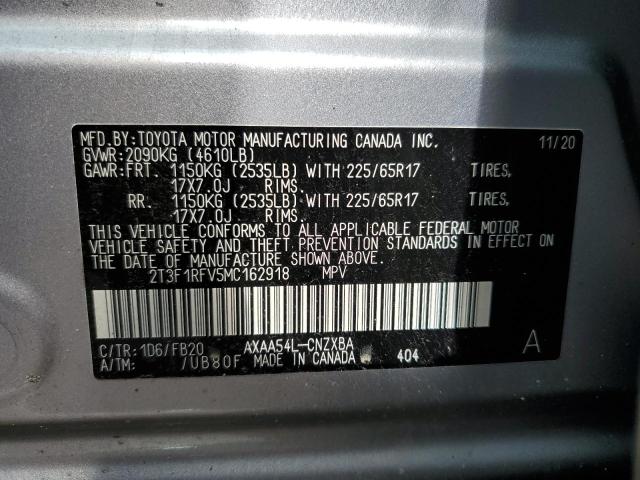 MFD.BY:TOYOTA MOTOR MANUFACTURING CANADA INC. 11/20
GVWR:2090KG (4610LB)
GAWR:FRT. 1150KG (2535LB) WITH 225/65R17 TIRES,
17X7.0J RIMS.
RR. 1150KG (2535LB) WITH 225/65R17 TIRES,
17X7.0J RIMS.
THIS VEHICLE CONFORMS TO ALL APPLICABLE FEDERAL MOTOR
VEHICLE SAFETY AND THEFT PREVENTION STANDARDS IN EFFECT ON
THE DATE OF MANUFACTURE SHOWN ABOVE.
2T3F1RFV5MC162918 MPV
C/TR:1D6/FB20 AXAA54L-CNZXBA A
A/TM: /UB80F MADE IN CANADA 404